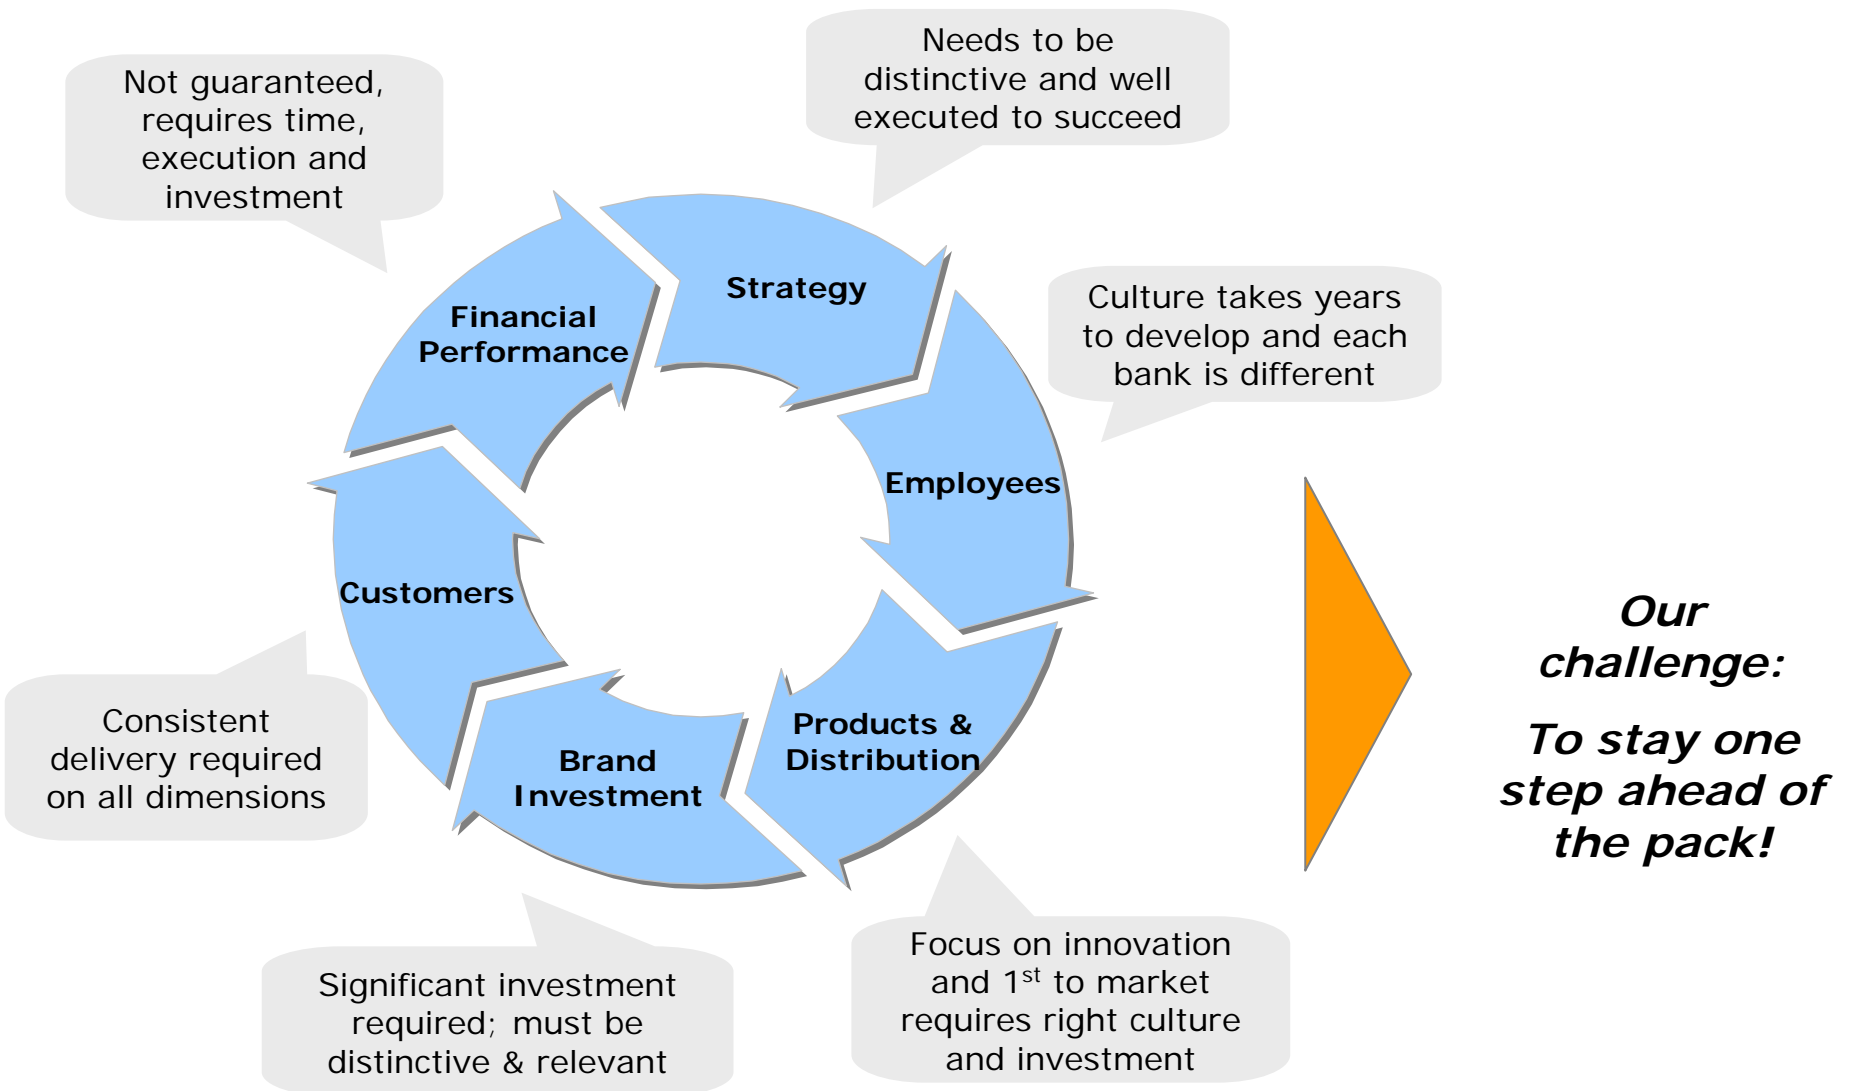 Needs to be
distinctive and well
executed to succeed
Not guaranteed,
requires time,
execution and
investment
Strategy
Culture takes years
to develop and each
bank is different
Financial
Performance
Employees
Customers
Our
challenge:
To stay one
step ahead of
the pack!
Consistent
delivery required
on all dimensions
Products &
Distribution
Brand
Investment
Focus on innovation
and 1st to market
requires right culture
and investment
Significant investment
required; must be
distinctive & relevant